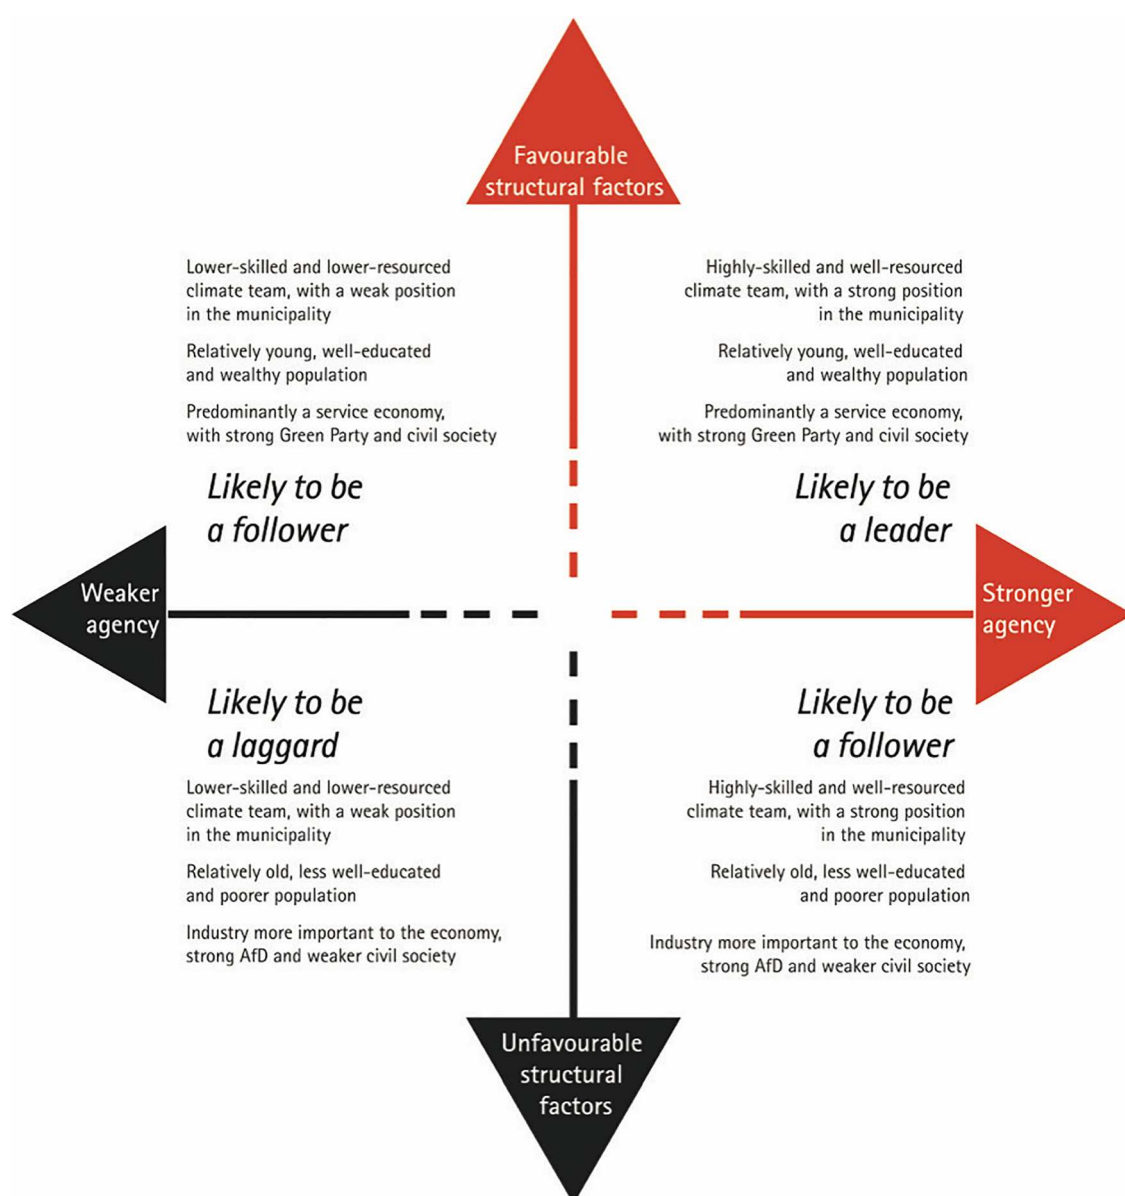 Favourable
structural factors
Lower-skilled and lower-resourced
climate team, with a weak position
in the municipality
Relatively young, well-educated
and wealthy population
Predominantly a service economy,
with strong Green Party and civil society
Likely to be
a follower
Highly-skilled and well-resourced
climate team, with a strong position
in the municipality
Relatively young, well-educated
and wealthy population
Predominantly a service economy,
with strong Green Party and civil society
Likely to be
a leader
Weaker
agency
Stronger
agency
Likely to be
a laggard
Lower-skilled and lower-resourced
climate team, with a weak position
in the municipality
Relatively old, less well-educated
and poorer population
Industry more important to the economy,
strong AfD and weaker civil society
Likely to be
a follower
Highly-skilled and well-resourced
climate team, with a strong position
in the municipality
Relatively old, less well-educated
and poorer population
Industry more important to the economy,
strong AfD and weaker civil society
Unfavourable
structural
factors